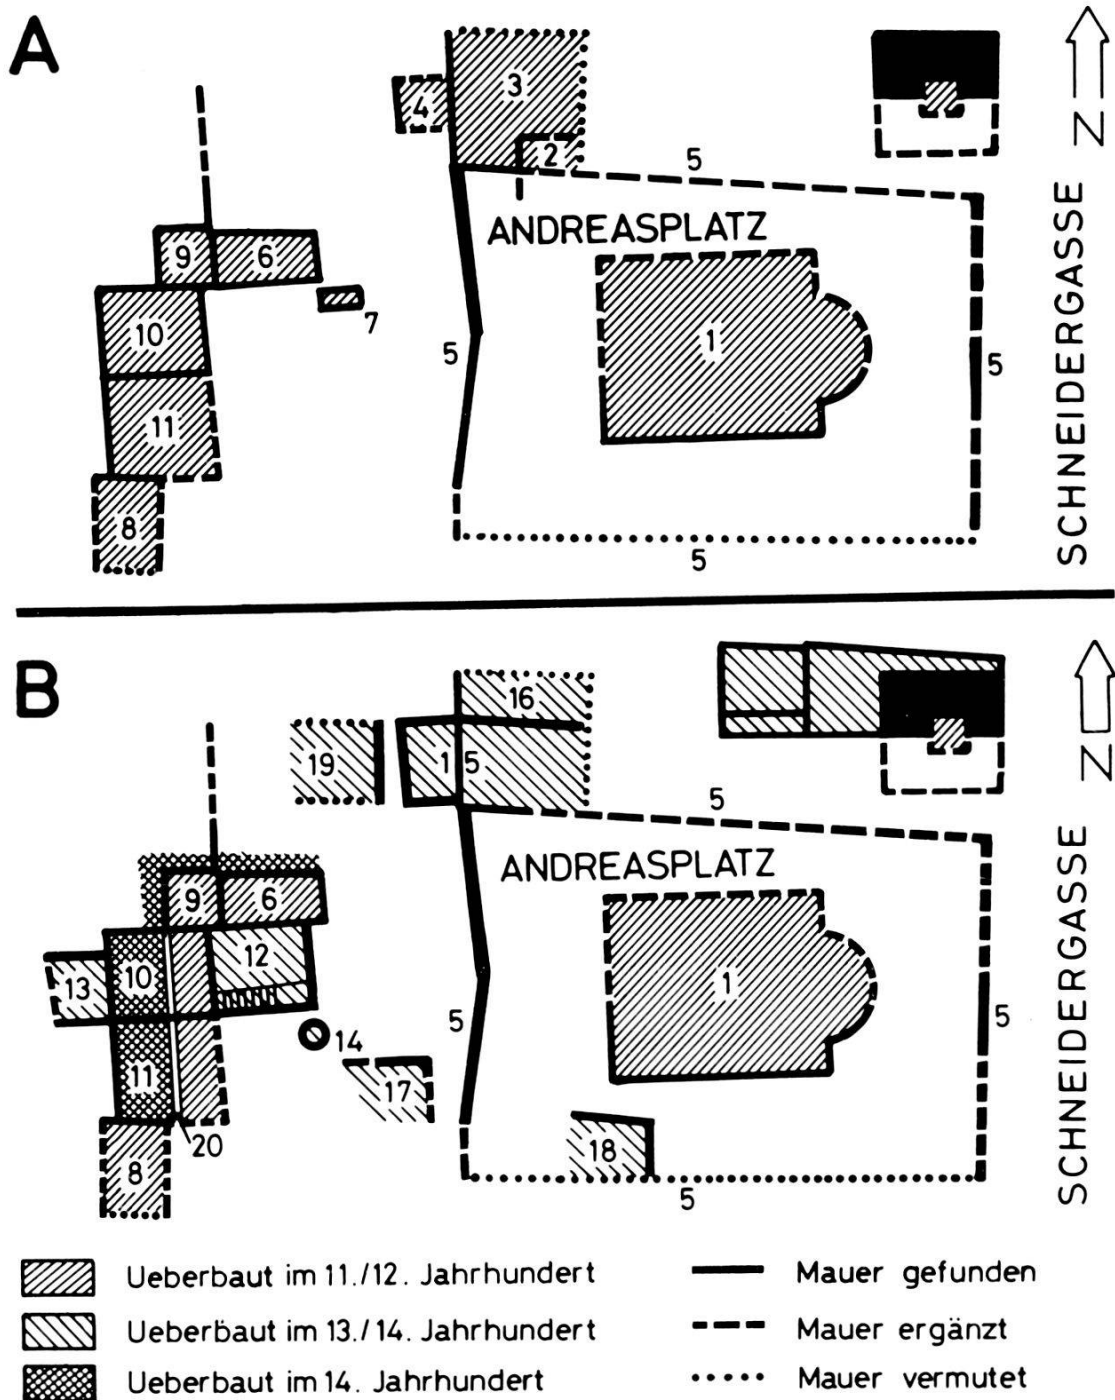 A
3
4
2
5
N
ANDREASPLATZ
9
6
7
10
1
5
5
11
8
5
SCHNEIDERGASSE
B
16
19
15
N
5
ANDREASPLATZ
9
6
12
13
10
1
5
5
14
11
17
20
18
8
5
SCHNEIDERGASSE
Ueberbaut im 11./12. Jahrhundert
Mauer gefunden
Ueberbaut im 13./14. Jahrhundert
Mauer ergänzt
Ueberbaut im 14. Jahrhundert
Mauer vermutet